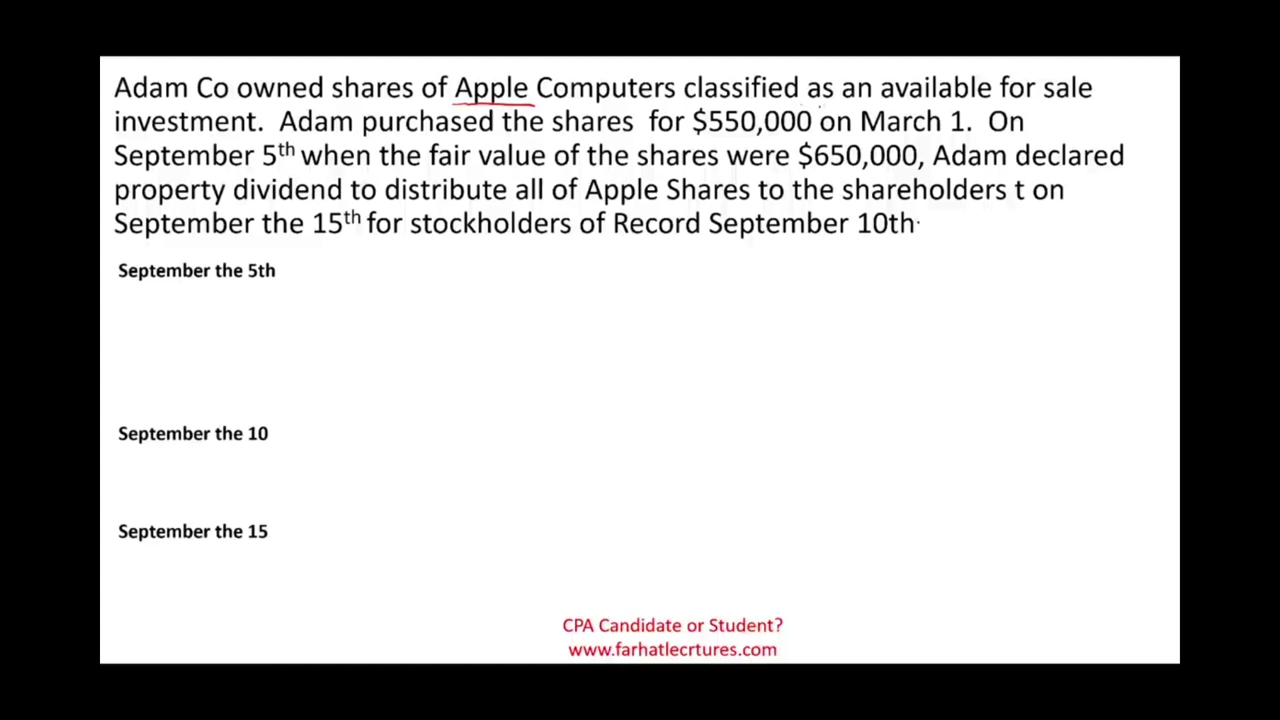 Adam Co owned shares of Apple Computers classified as an available for sale
investment.  Adam purchased the shares  for $550,000 on March 1.  On
September 5th when the fair value of the shares were $650,000, Adam declared
property dividend to distribute all of Apple Shares to the shareholders t on
September the 15th for stockholders of Record September 10th.
September the 5th
September the 10
September the 15
CPA Candidate or Student?
www.farhatlecrtures.com